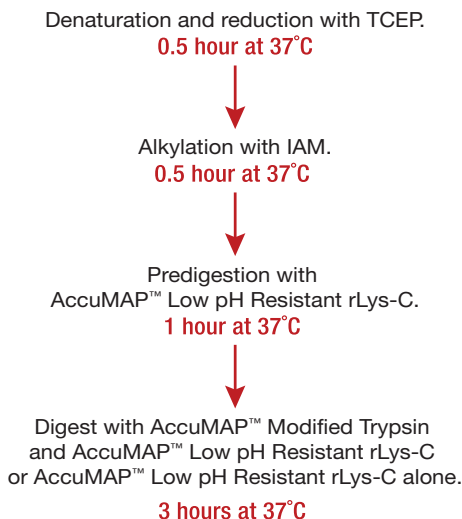 Denaturation and reduction with TCEP.
0.5 hour at 37˚C
Alkylation with IAM.
0.5 hour at 37˚C
Predigestion with
AccuMAP™ Low pH Resistant rLys-C.
1 hour at 37˚C
Digest with AccuMAP™ Modified Trypsin
and AccuMAP™ Low pH Resistant rLys-C
or AccuMAP™ Low pH Resistant rLys-C alone.
3 hours at 37˚C